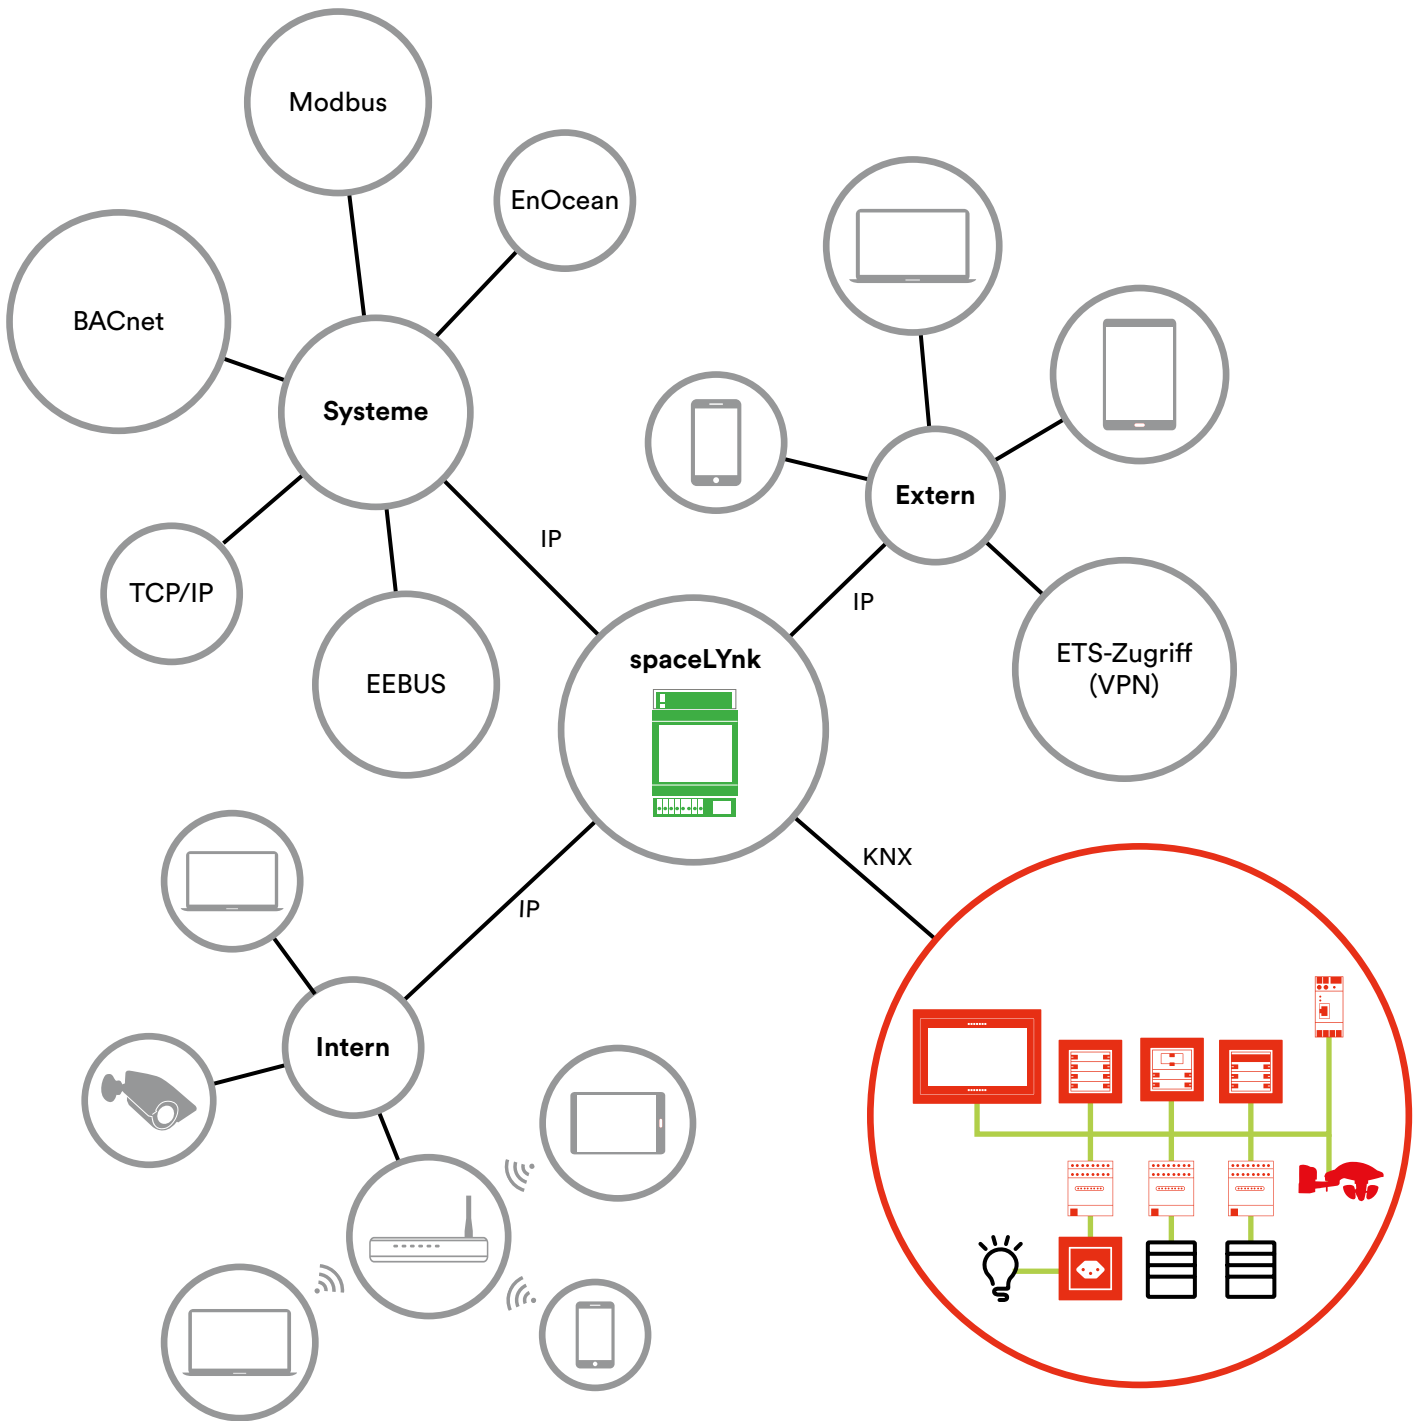 Modbus
EnOcean
BACnet
Systeme
Extern
IP
TCP/IP
IP
ETS-Zugriff
(VPN)
spaceLYnk
EEBUS
KNX
IP
Intern